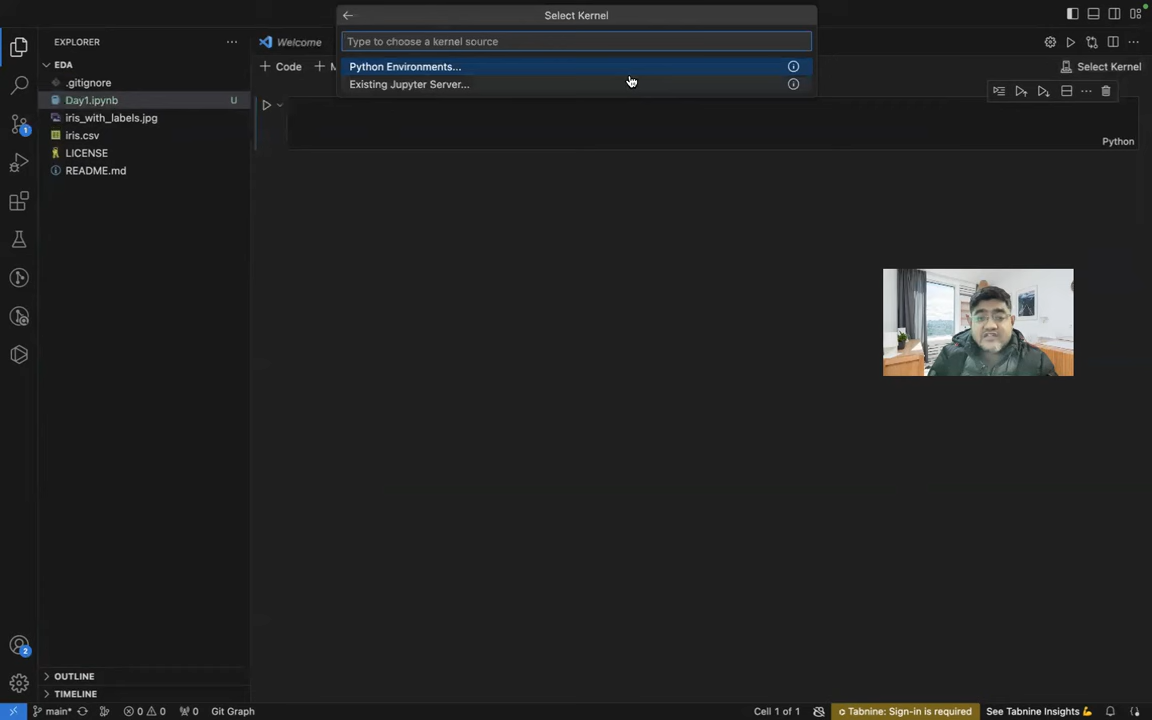 Select Kernel
Type to choose a kernel source
Python Environments...
Existing Jupyter Server...
EXPLORER
EDA
.gitignore
Day1.ipynb U
iris_with_labels.jpg
iris.csv
LICENSE
README.md
OUTLINE
TIMELINE
Welcome
+ Code + M
Select Kernel
Python
1
2
main*
0 0 0
Git Graph
Cell 1 of 1
Tabnine: Sign-in is required
See Tabnine Insights